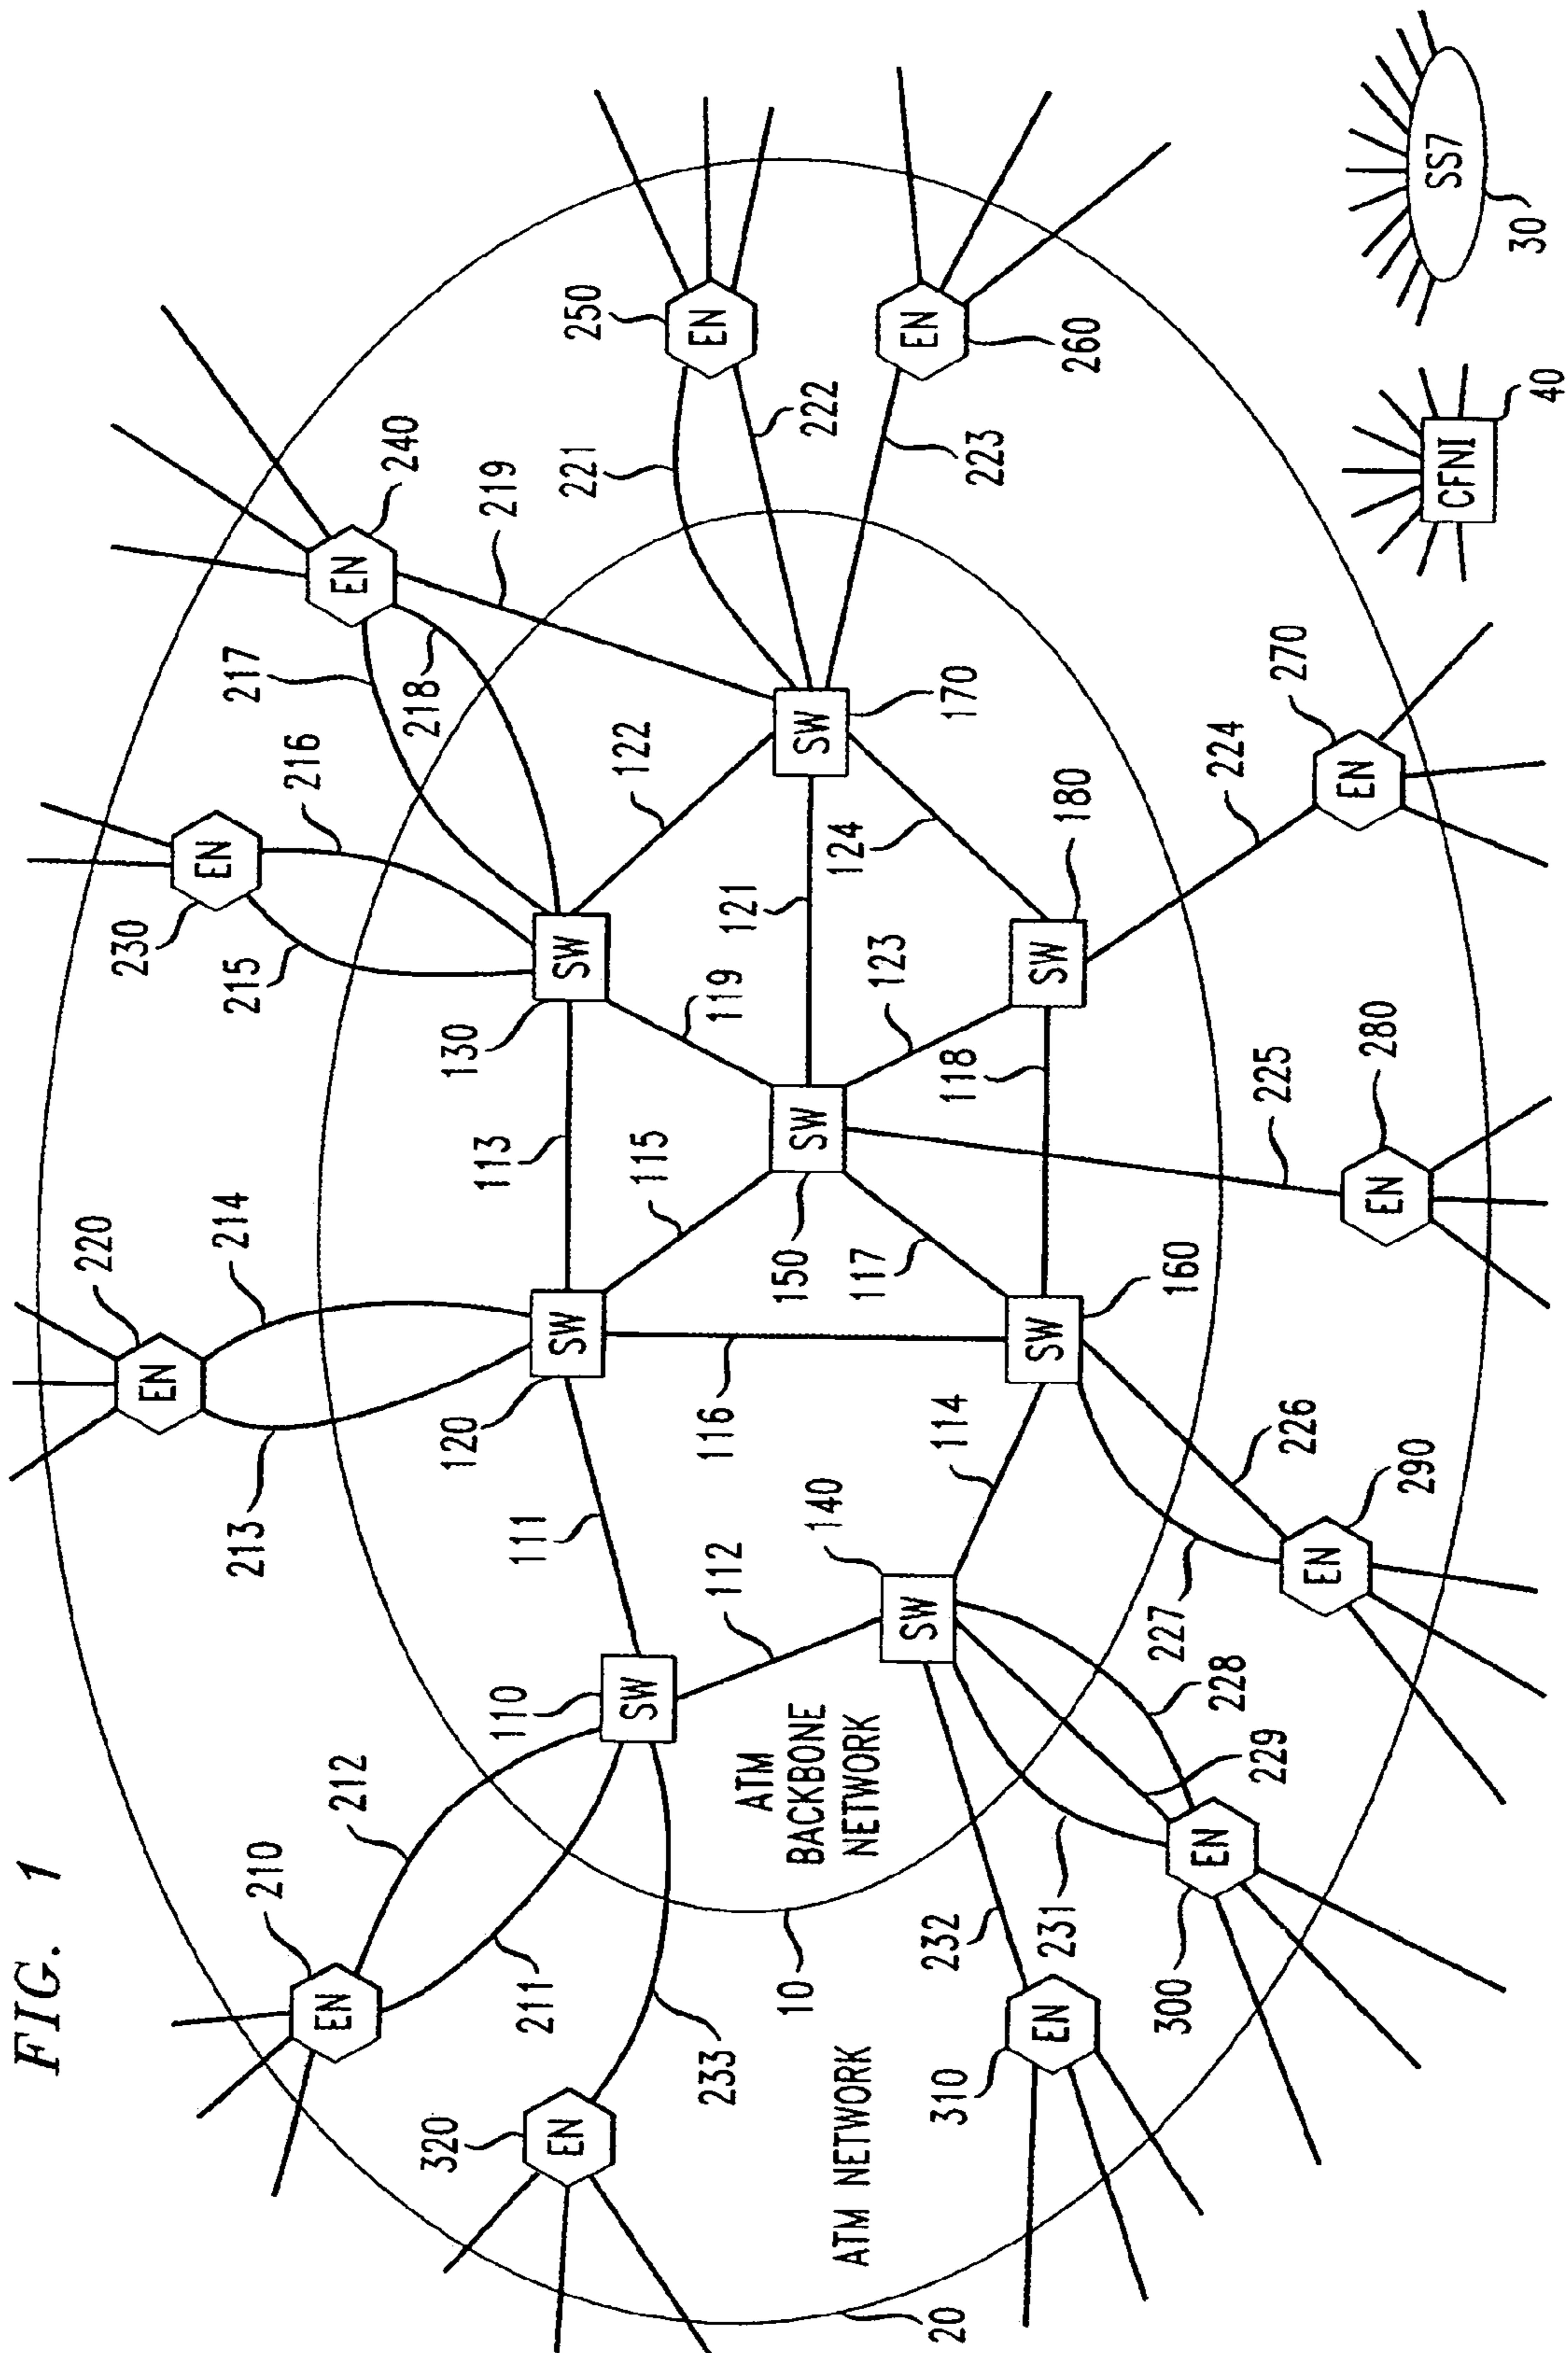 FIG. 1
220
230
EN
EN
214
213
215
217
210
216
EN
212
EN
240
218
320
120
130
113
219
110
111
211
EN
SW
SW
221
250
122
SW
115
EN
116
233
112
119
121
ATM
BACKBONE
NETWORK
10
150
SW
SW
222
140
ATM NETWORK
117
124
123
SW
EN
20
310
232
114
118
170
223
EN
SW
SW
231
180
260
227
300
160
EN
228
224
229
225
226
270
EN
EN
280
EN
290
CFNI
SS7
40
30